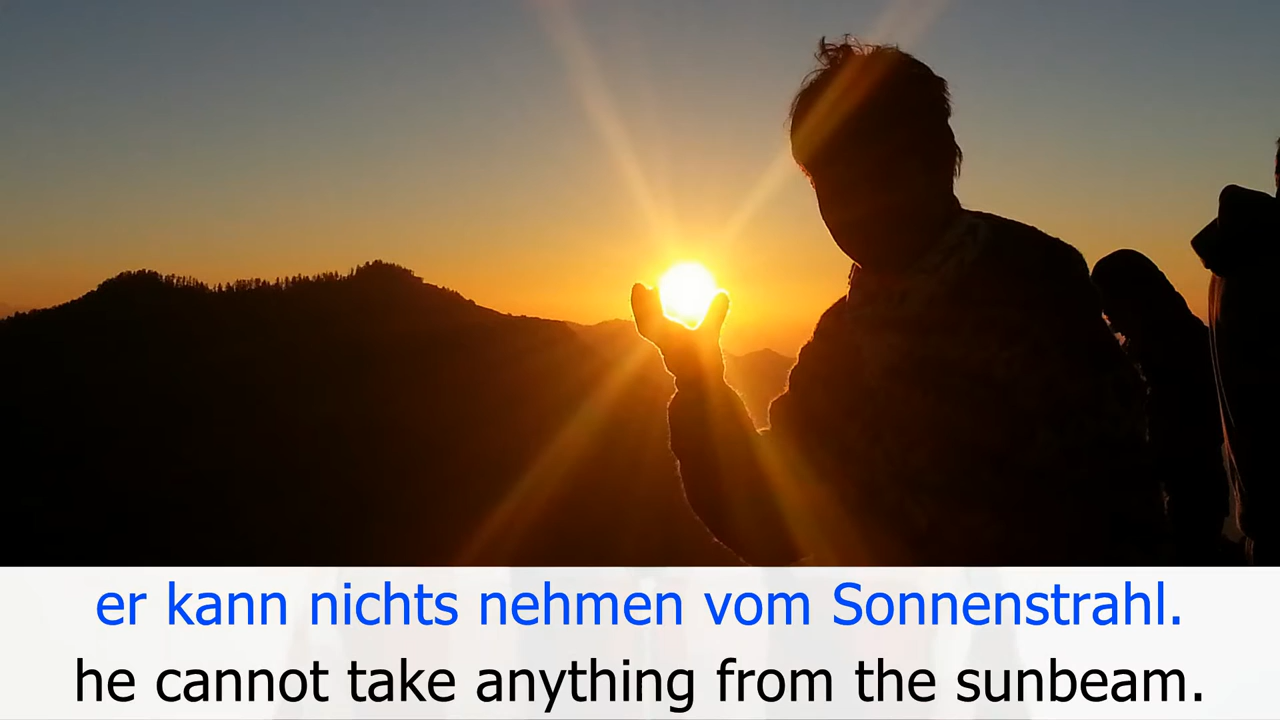 er kann nichts nehmen vom Sonnenstrahl.
he cannot take anything from the sunbeam.